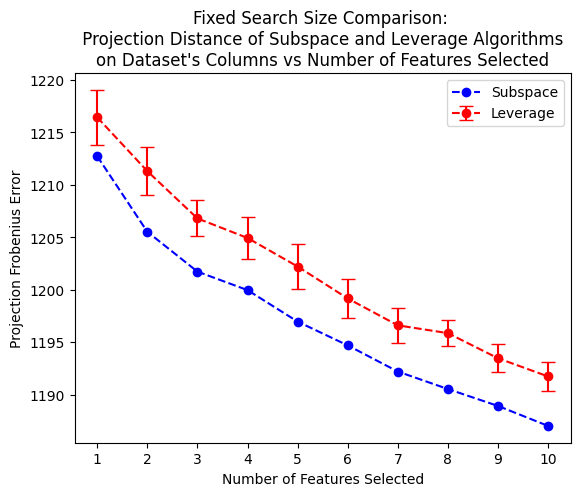 Fixed Search Size Comparison:
Projection Distance of Subspace and Leverage Algorithms
on Dataset's Columns vs Number of Features Selected
1220
1215
1210
1205
1200
1195
1190
Projection Frobenius Error
Subspace
Leverage
1 2 3 4 5 6 7 8 9 10
Number of Features Selected